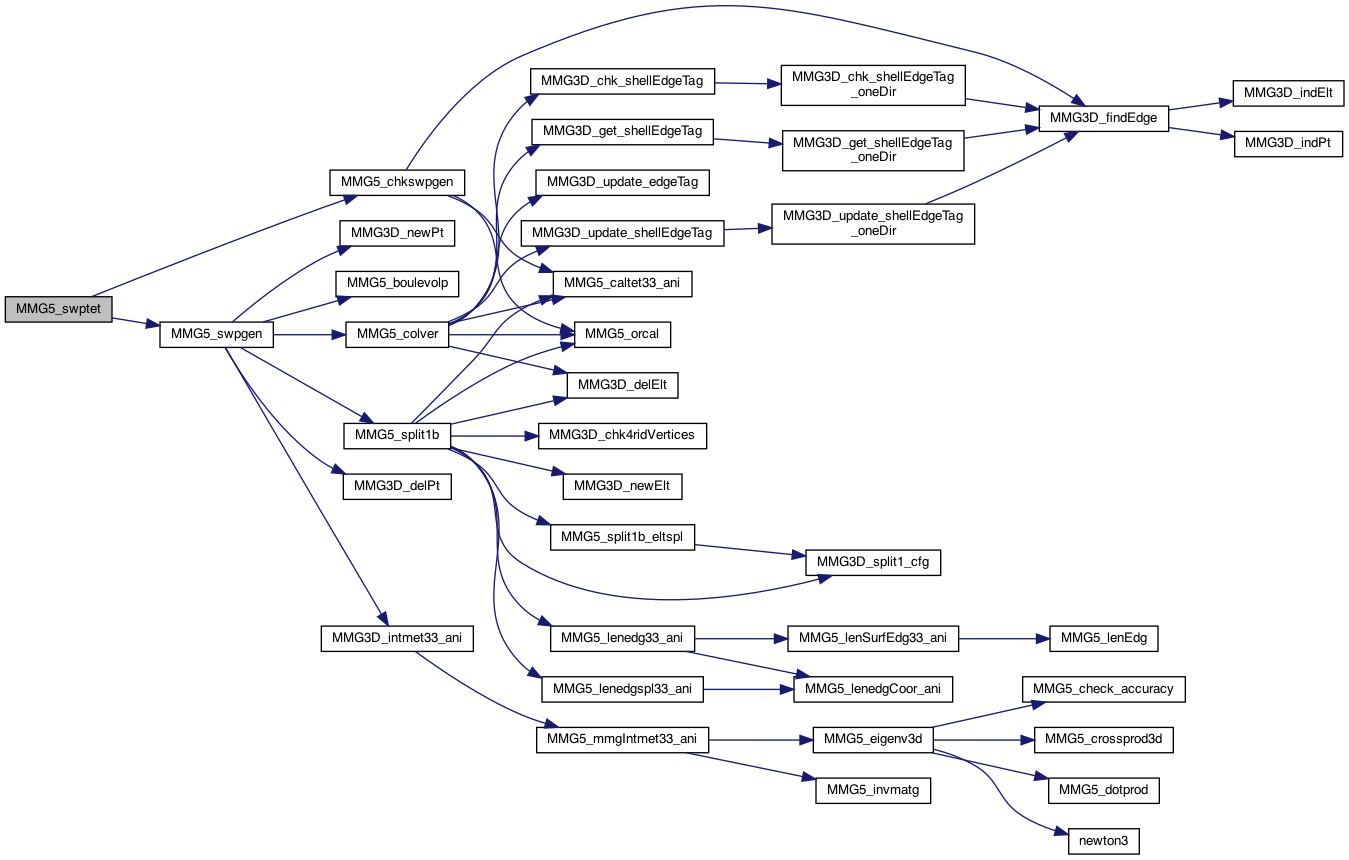 MMG5_swptet
MMG5_chkswpgen
MMG5_swpgen
MMG3D_newPt
MMG5_boulevolp
MMG5_colver
MMG5_split1b
MMG3D_delPt
MMG3D_intmet33_ani
MMG3D_chk_shellEdgeTag
MMG3D_get_shellEdgeTag
MMG3D_update_edgeTag
MMG3D_update_shellEdgeTag
MMG5_caltet33_ani
MMG5_orcal
MMG3D_delElt
MMG3D_chk4ridVertices
MMG3D_newElt
MMG5_split1b_eltspl
MMG5_lenedg33_ani
MMG5_lenedgspl33_ani
MMG5_mmgIntmet33_ani
MMG3D_chk_shellEdgeTag
_oneDir
MMG3D_get_shellEdgeTag
_oneDir
MMG3D_update_shellEdgeTag
_oneDir
MMG3D_split1_cfg
MMG5_lenSurfEdg33_ani
MMG5_lenedgCoor_ani
MMG5_eigenv3d
MMG5_invmatg
MMG3D_findEdge
MMG5_lenEdg
MMG5_check_accuracy
MMG5_crossprod3d
MMG5_dotprod
newton3
MMG3D_indElt
MMG3D_indPt